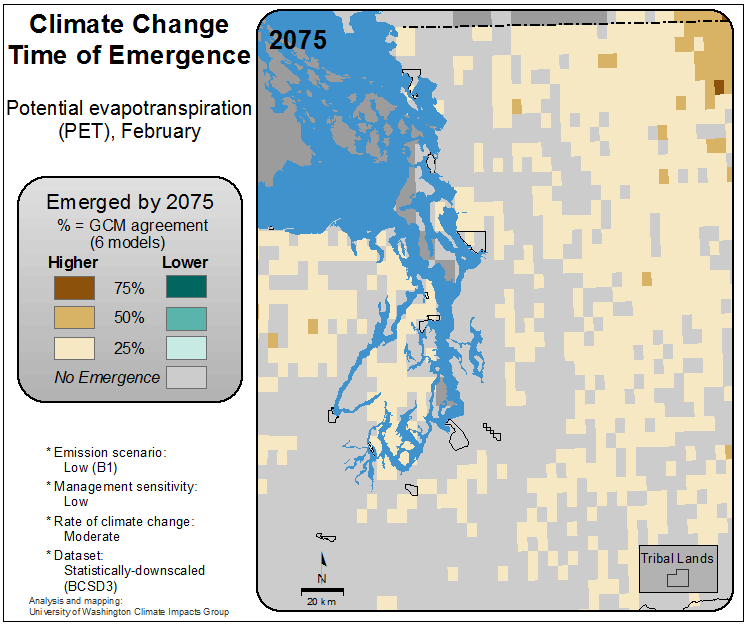 Climate Change
Time of Emergence
Potential evapotranspiration
(PET), February
Emerged by 2075
% = GCM agreement
(6 models)
Higher Lower
75%
50%
25%
No Emergence
* Emission scenario:
Low (B1)
* Management sensitivity:
Low
* Rate of climate change:
Moderate
* Dataset:
Statistically-downscaled
(BCSD3)
Analysis and mapping:
University of Washington Climate Impacts Group
2075
N
20 km
Tribal Lands